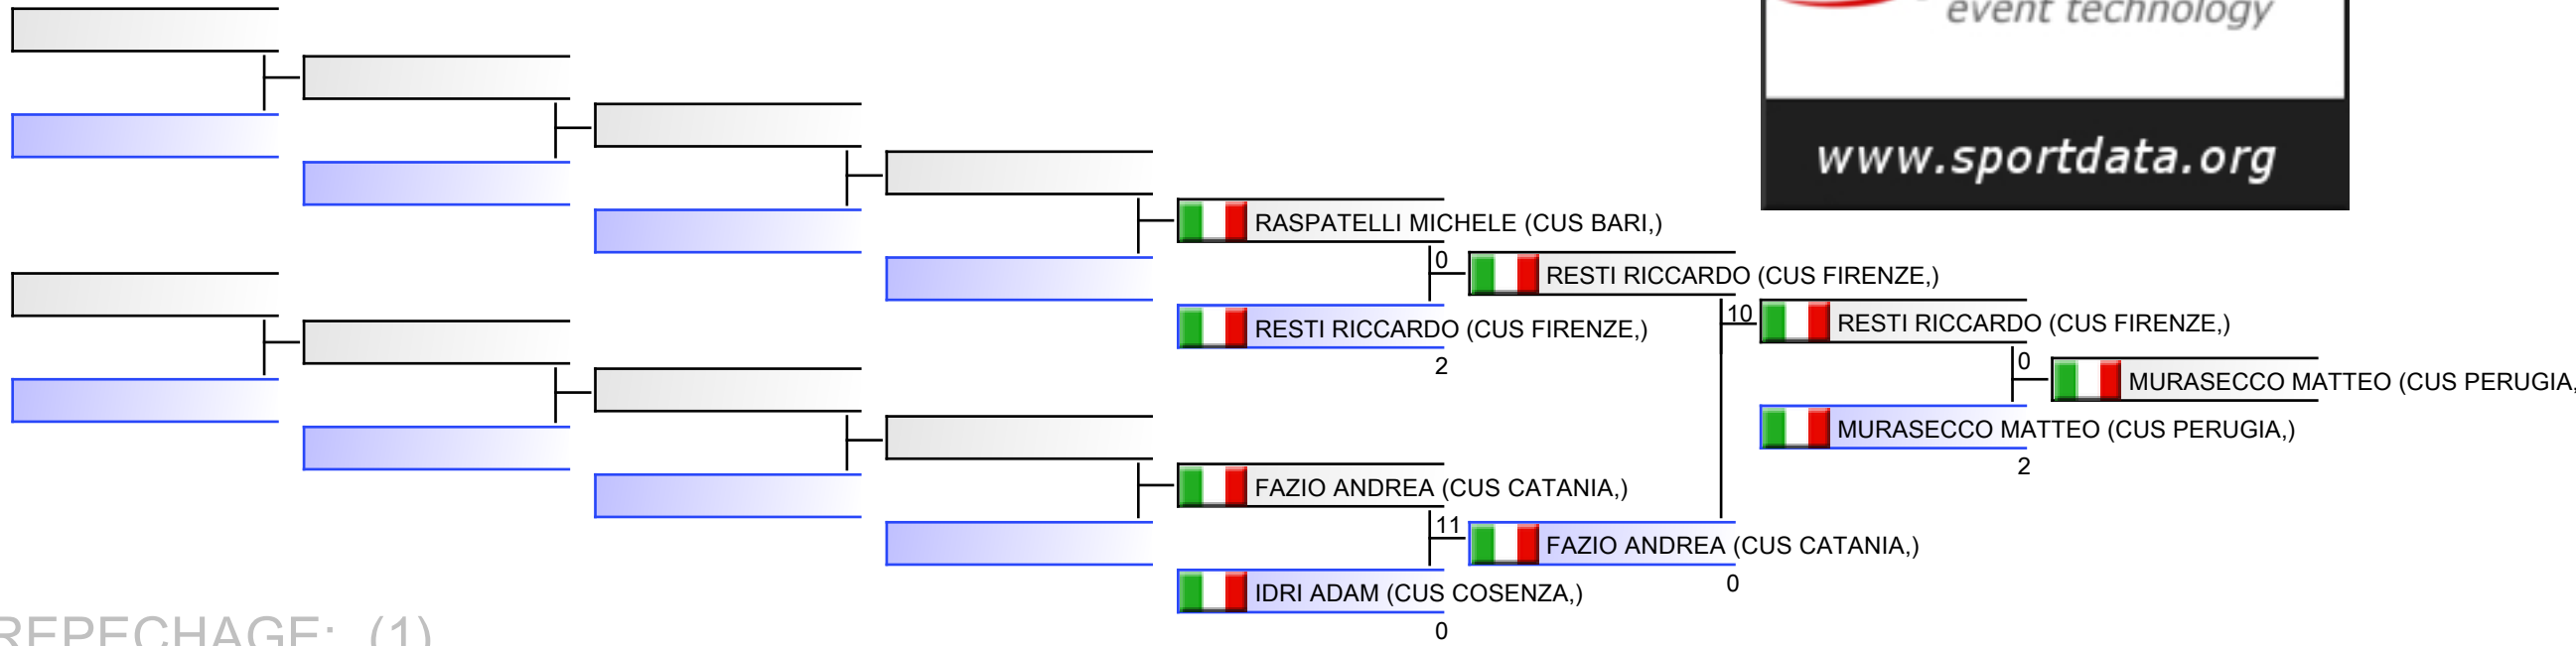 event technology
www.sportdata.org
RASPATELLI MICHELE (CUS BARI,)
0
RESTI RICCARDO (CUS FIRENZE,)
RESTI RICCARDO (CUS FIRENZE,)
2
10
RESTI RICCARDO (CUS FIRENZE,)
0
MURASECCO MATTEO (CUS PERUGIA,
MURASECCO MATTEO (CUS PERUGIA,)
2
FAZIO ANDREA (CUS CATANIA,)
11
FAZIO ANDREA (CUS CATANIA,)
0
IDRI ADAM (CUS COSENZA,)
0
REPECHAGE: (1)